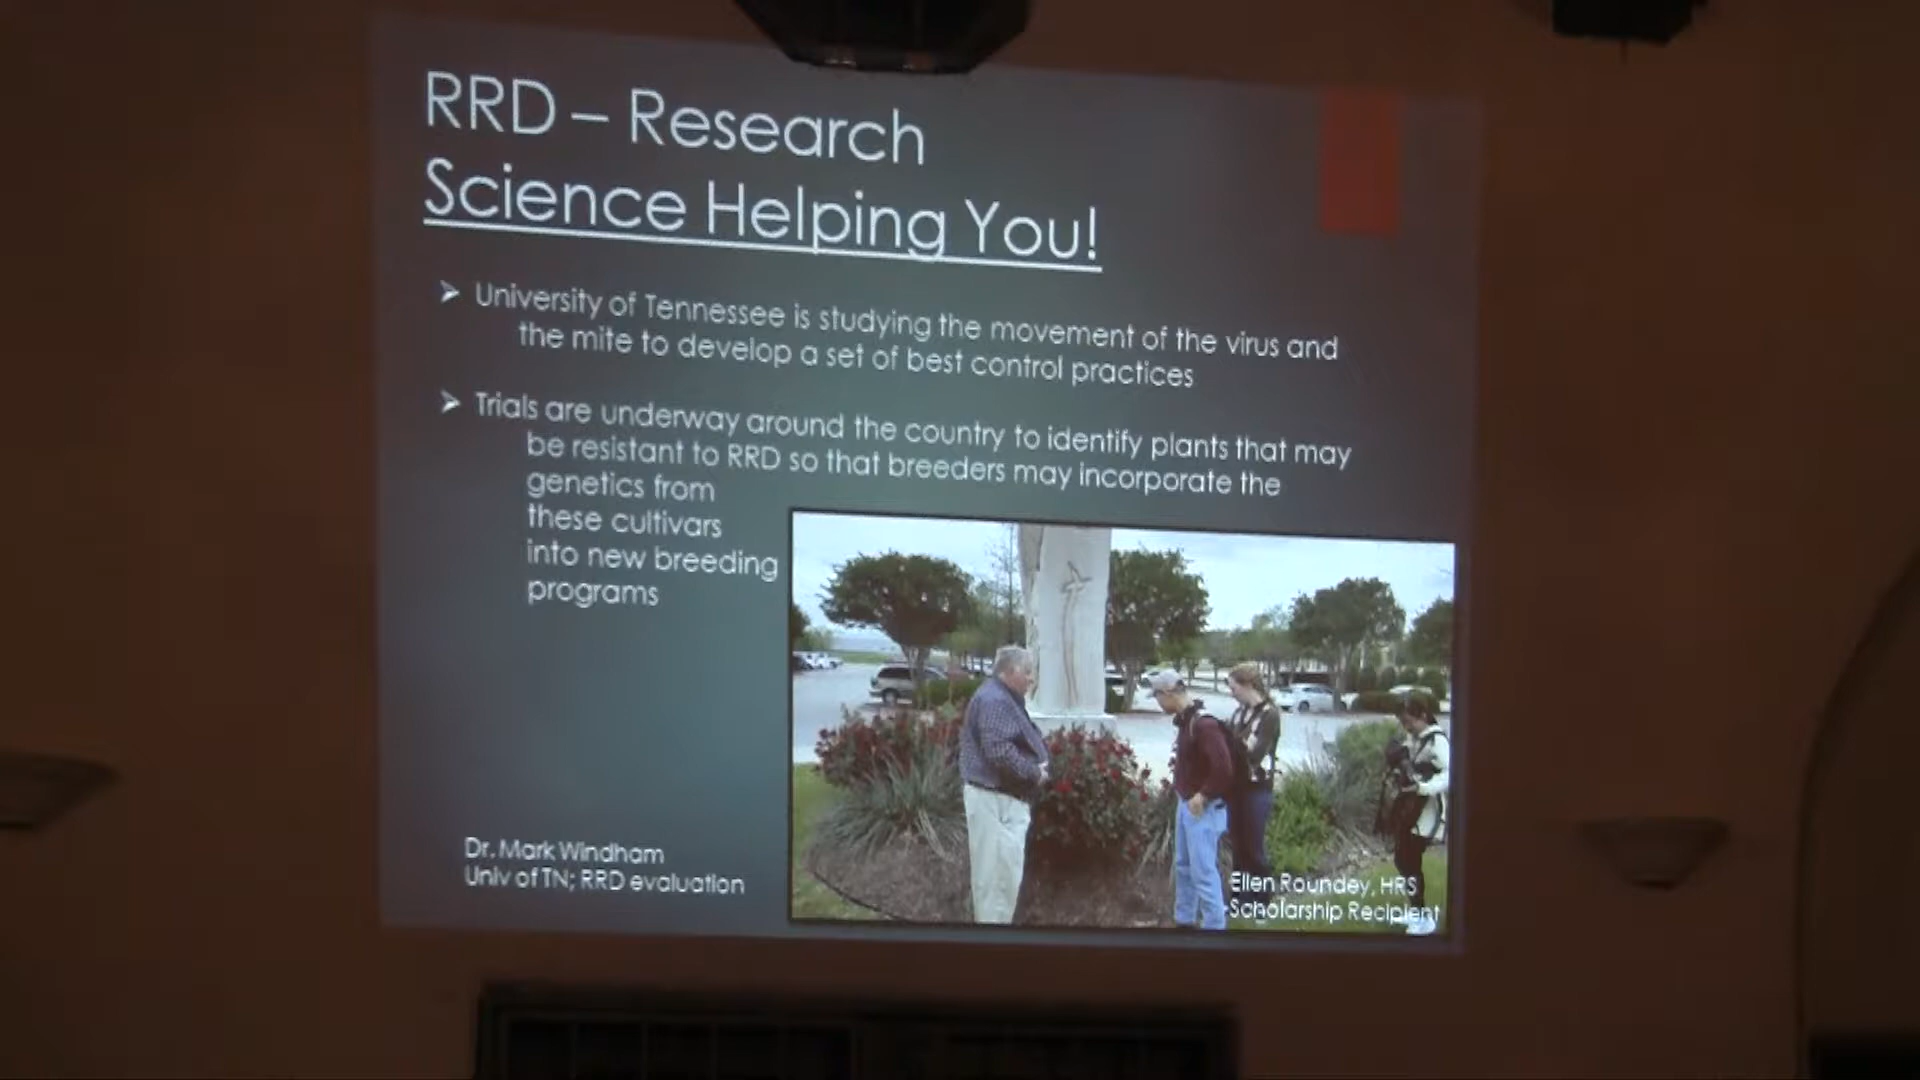 RRD – Research
Science Helping You!
➢ University of Tennessee is studying the movement of the virus and
the mite to develop a set of best control practices
➢ Trials are underway around the country to identify plants that may
be resistant to RRD so that breeders may incorporate the
genetics from
these cultivars
into new breeding
programs
Dr. Mark Windham
Univ of TN; RRD evaluation
Ellen Roundey, HRS
Scholarship Recipient